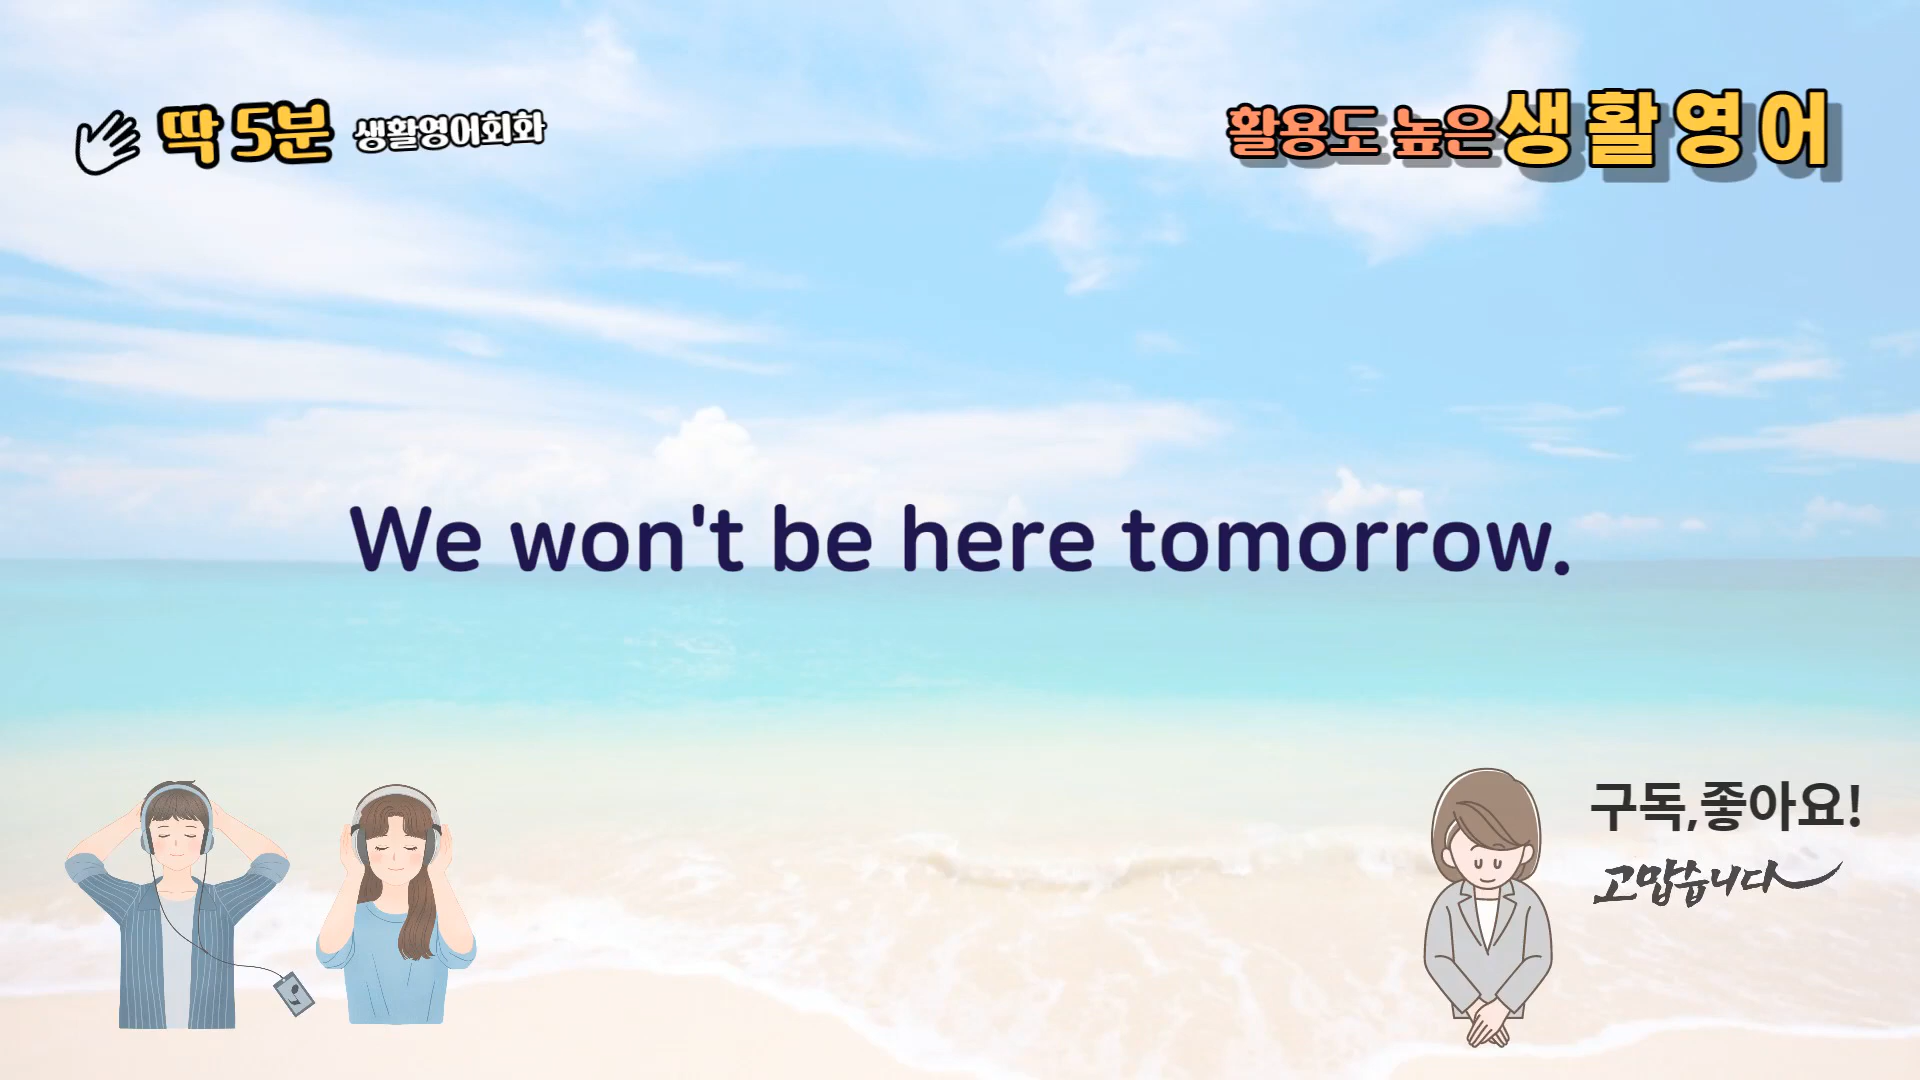 딱 5분 생활영어회화
활용도 높은 생활영어
We won't be here tomorrow.
구독,좋아요!
고맙습니다